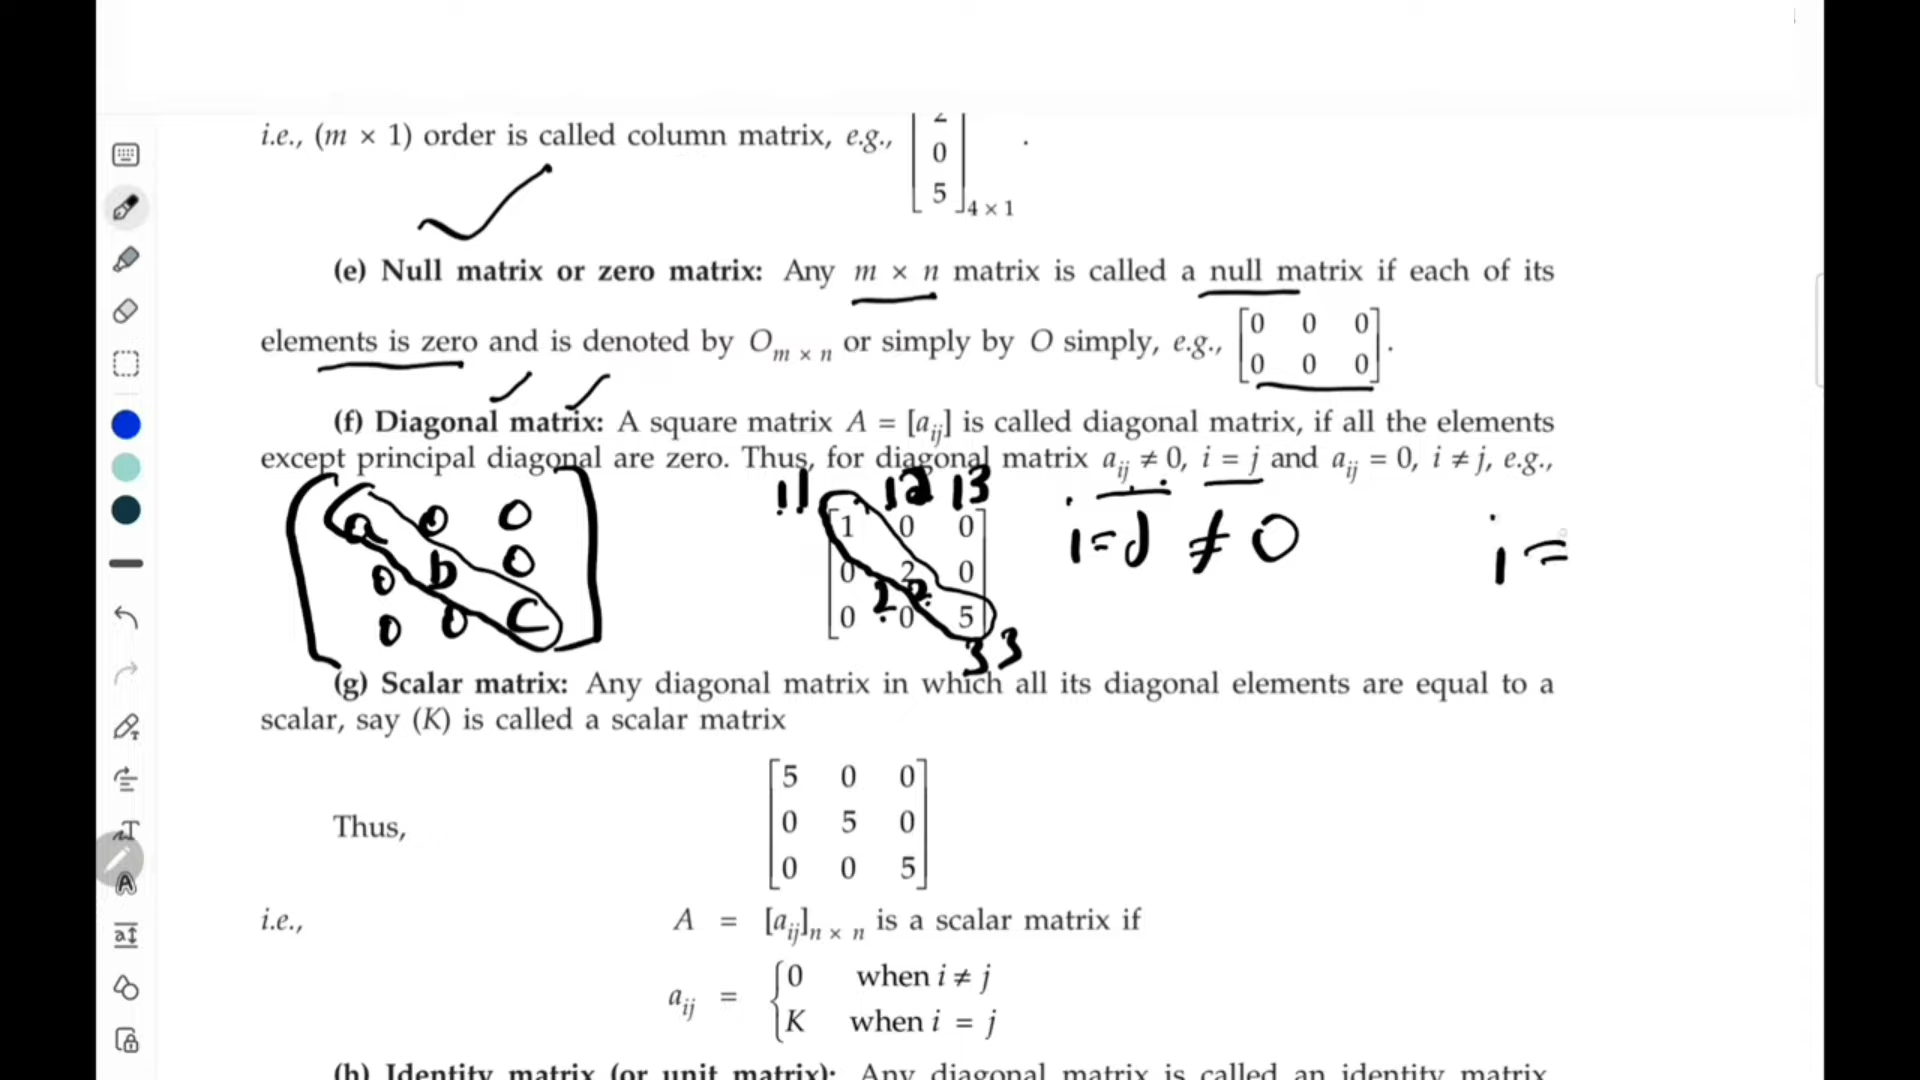 i.e., (m × 1) order is called column matrix, e.g., [2 0 5]4 × 1 .
(e) Null matrix or zero matrix: Any m × n matrix is called a null matrix if each of its
elements is zero and is denoted by Om × n or simply by O simply, e.g., [0 0 0
0 0 0].
(f) Diagonal matrix: A square matrix A = [aij] is called diagonal matrix, if all the elements
except principal diagonal are zero. Thus, for diagonal matrix aij ≠ 0, i = j and aij = 0, i ≠ j, e.g.,
11 12 13
a 0 0
0 b 0
0 0 c
1 0 0
0 2 0
0 0 5
22
33
i=j ≠ 0
i =
(g) Scalar matrix: Any diagonal matrix in which all its diagonal elements are equal to a
scalar, say (K) is called a scalar matrix
5 0 0
Thus, 0 5 0
0 0 5
i.e., A = [aij]n × n is a scalar matrix if
aij = {0 when i ≠ j
K when i = j
(h) Identity matrix (or unit matrix): Any diagonal matrix is called an identity matrix